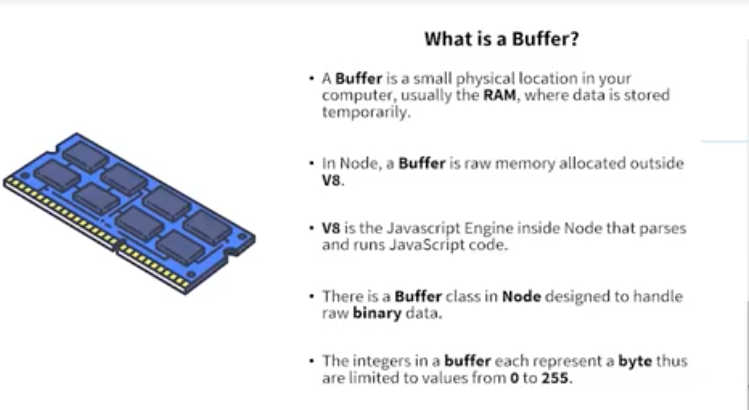 What is a Buffer?
• A Buffer is a small physical location in your
computer, usually the RAM, where data is stored
temporarily.
• In Node, a Buffer is raw memory allocated outside
V8.
• V8 is the Javascript Engine inside Node that parses
and runs JavaScript code.
• There is a Buffer class in Node designed to handle
raw binary data.
• The integers in a buffer each represent a byte thus
are limited to values from 0 to 255.